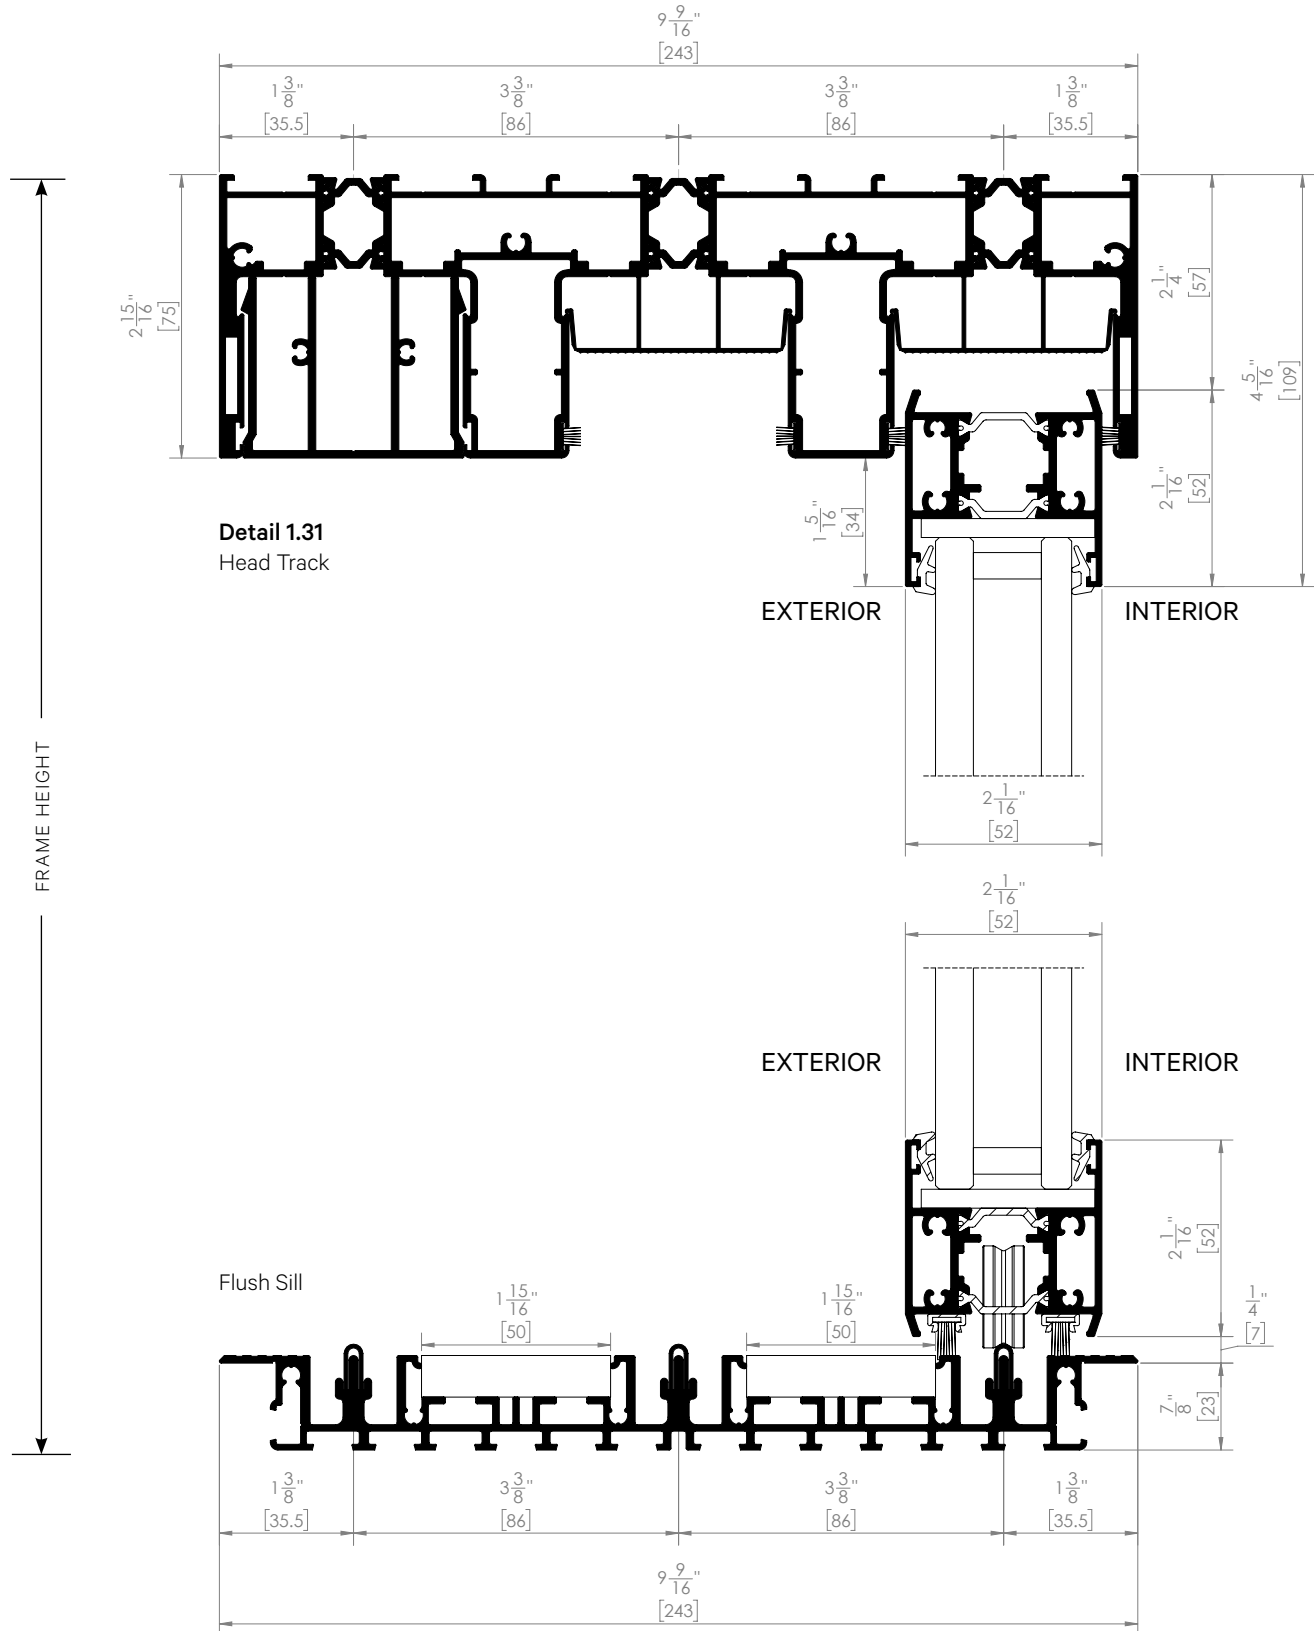 9 9/16"
[243]
1 3/8" 3 3/8" 3 3/8" 1 3/8"
[35.5] [86] [86] [35.5]
2 15/16"
[75]
2 1/4"
[57]
4 5/16"
[109]
2 1/16"
[52]
1 5/16"
[34]
Detail 1.31
Head Track
EXTERIOR INTERIOR
FRAME HEIGHT
2 1/16"
[52]
2 1/16"
[52]
EXTERIOR INTERIOR
2 1/16"
[52]
Flush Sill
1 15/16" 1 15/16"
[50] [50]
1/4"
[7]
7/8"
[23]
1 3/8" 3 3/8" 3 3/8" 1 3/8"
[35.5] [86] [86] [35.5]
9 9/16"
[243]